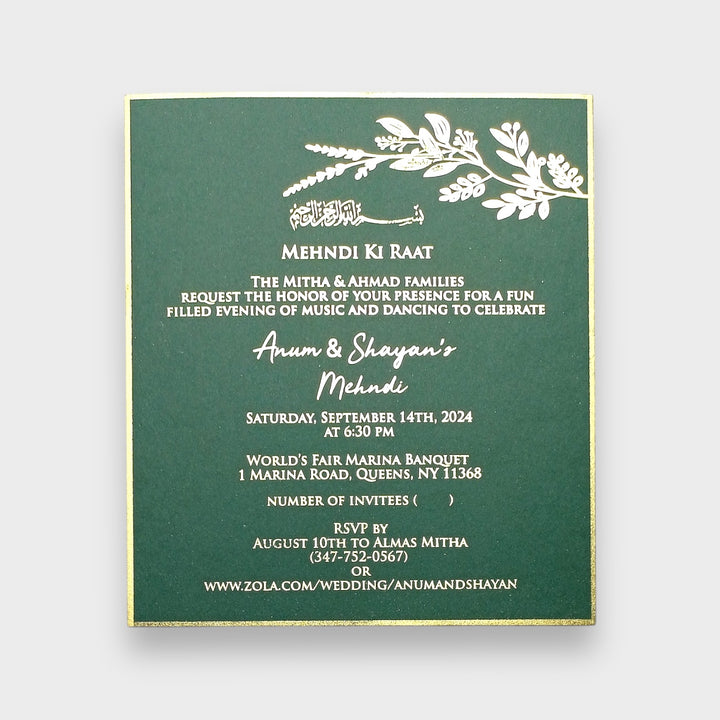 بسم الله الرحمن الرحيم
MEHNDI KI RAAT
THE MITHA & AHMAD FAMILIES
REQUEST THE HONOR OF YOUR PRESENCE FOR A FUN
FILLED EVENING OF MUSIC AND DANCING TO CELEBRATE
Anum & Shayan's
Mehndi
SATURDAY, SEPTEMBER 14TH, 2024
AT 6:30 PM
WORLD'S FAIR MARINA BANQUET
1 MARINA ROAD, QUEENS, NY 11368
NUMBER OF INVITEES (      )
RSVP BY
AUGUST 10TH TO ALMAS MITHA
(347-752-0567)
OR
WWW.ZOLA.COM/WEDDING/ANUMANDSHAYAN